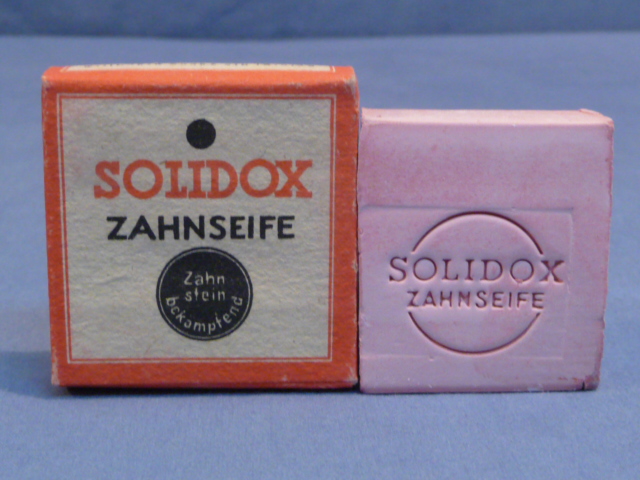 SOLIDOX
ZAHNSEIFE
Zahn
stein
bekämpfend
SOLIDOX
ZAHNSEIFE